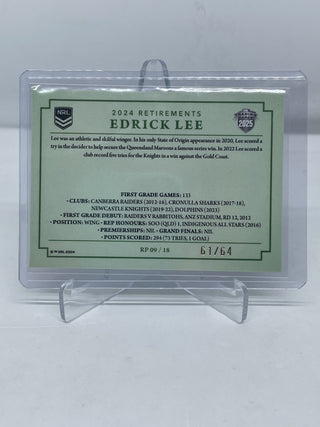 NRL
2025
2024 RETIREMENTS
EDRICK LEE
Lee was an athletic and skilful winger. In his only State of Origin appearance in 2020, Lee scored a
try in the decider to help secure the Queensland Maroons a famous series win. In 2022 Lee scored a
club record five tries for the Knights in a win against the Gold Coast.
FIRST GRADE GAMES: 133
• CLUBS: CANBERRA RAIDERS (2012-16), CRONULLA SHARKS (2017-18),
NEWCASTLE KNIGHTS (2019-22), DOLPHINS (2023)
• FIRST GRADE DEBUT: RAIDERS V RABBITOHS, ANZ STADIUM, RD 12, 2012
• POSITION: WING • REP HONOURS: SOO (QLD) 1, INDIGENOUS ALL STARS (2016)
• PREMIERSHIPS: NIL • GRAND FINALS: NIL
• POINTS SCORED: 294 (73 TRIES, 1 GOAL)
RP 09 / 18
61/64